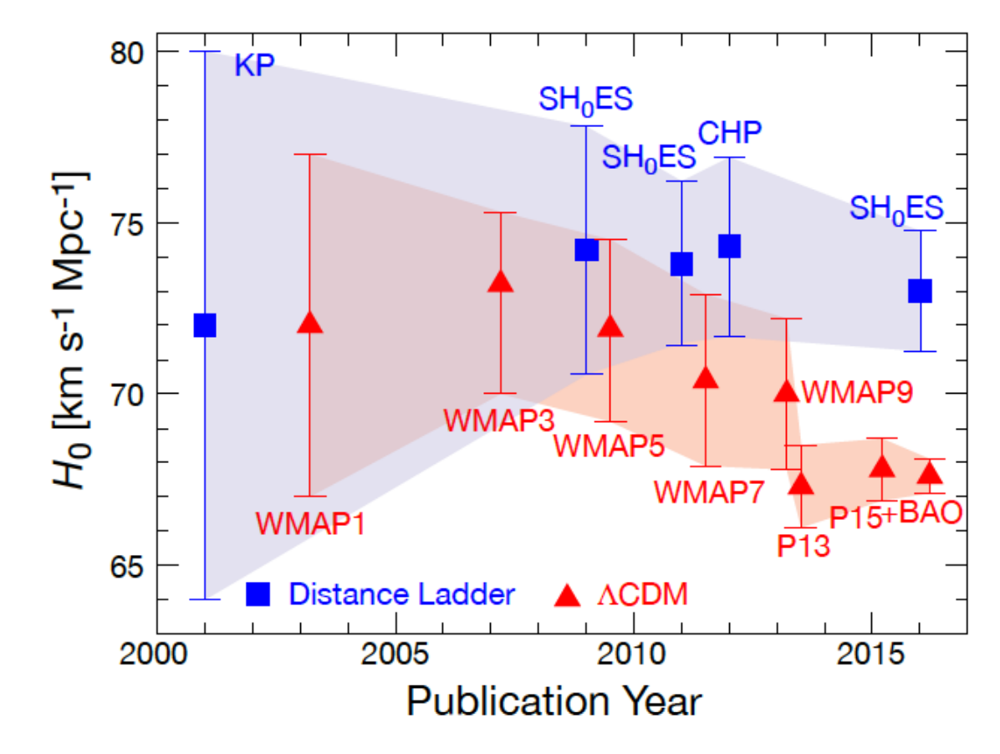 80
KP
SH0ES
CHP
SH0ES
SH0ES
75
H0 [km s-1 Mpc-1]
70
WMAP9
WMAP3
WMAP5
WMAP7
P15+BAO
WMAP1
P13
65
Distance Ladder
ΛCDM
2000
2005
2010
2015
Publication Year